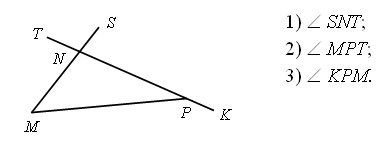 S
T
N
M
P
K
1) ∠ SNT;
2) ∠ MPT;
3) ∠ KPM.